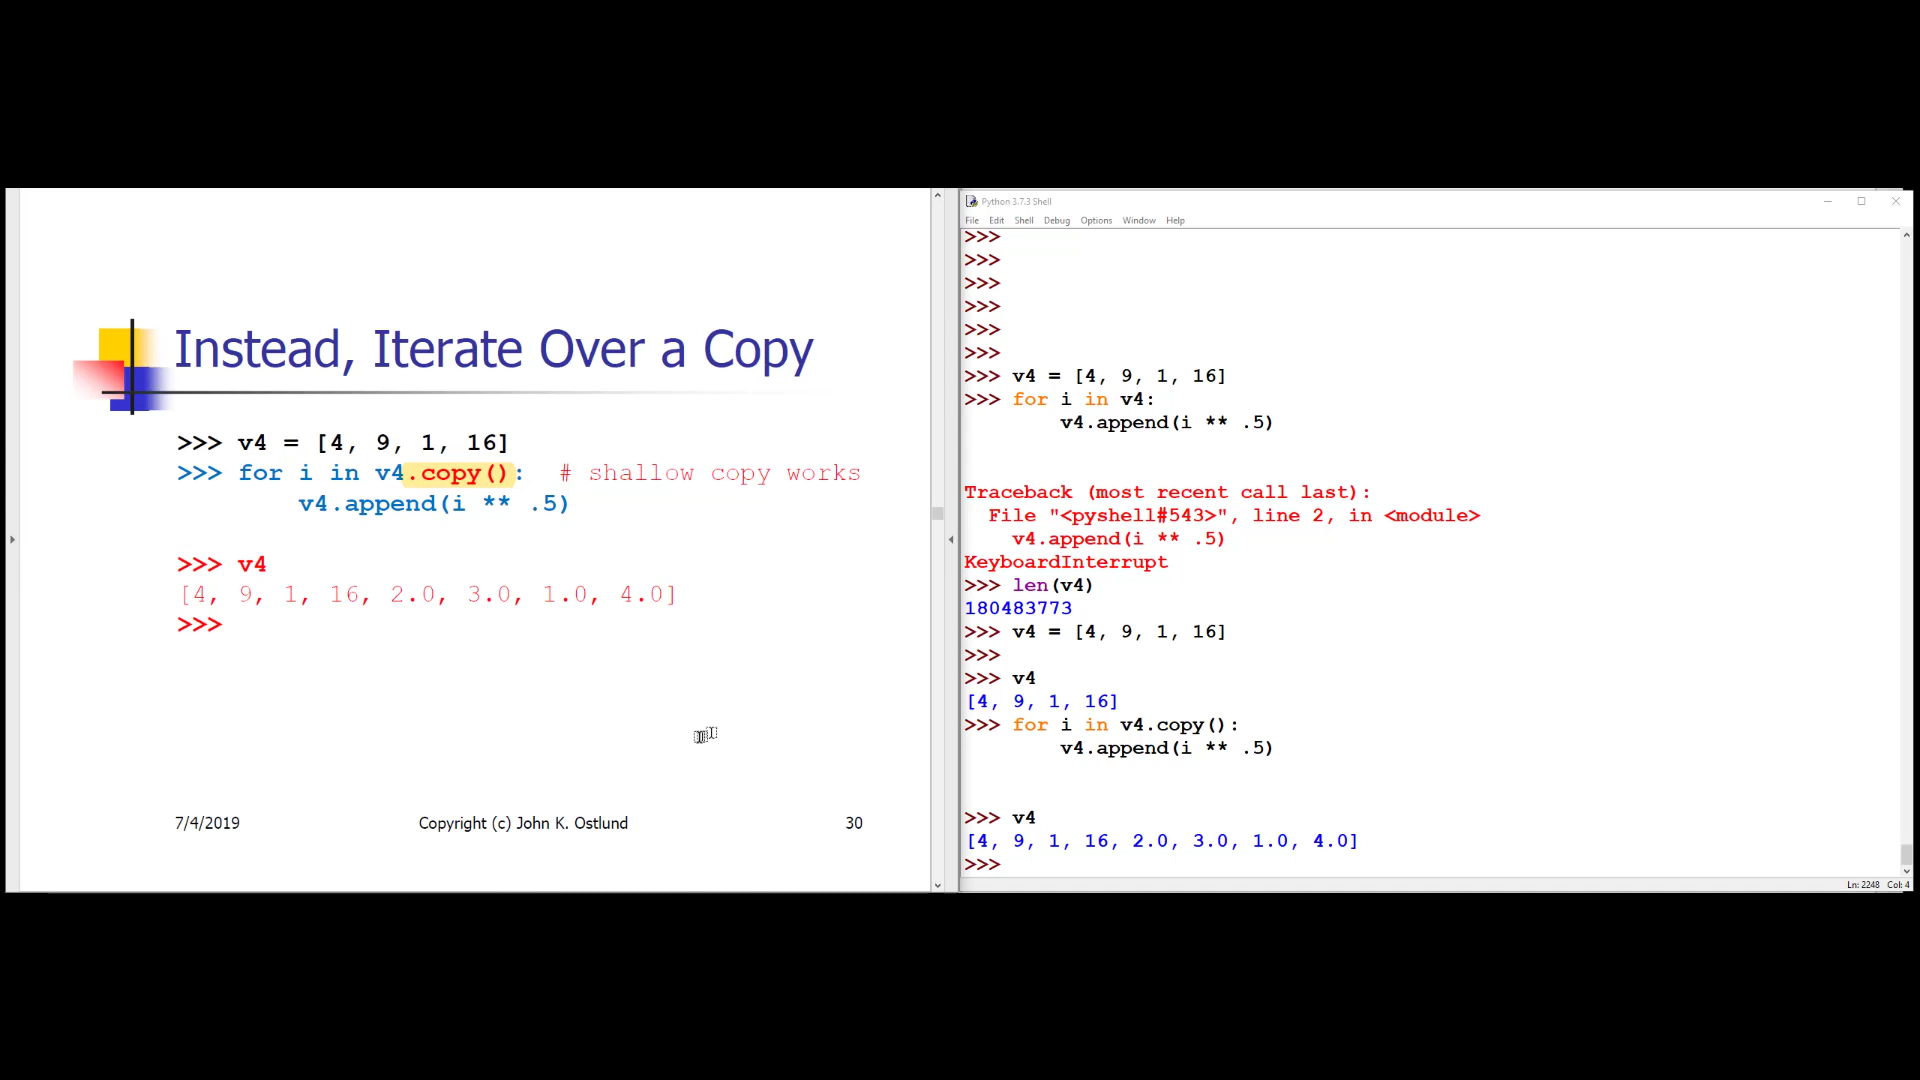 Instead, Iterate Over a Copy
>>> v4 = [4, 9, 1, 16]
>>> for i in v4.copy():  # shallow copy works
        v4.append(i ** .5)
>>> v4
[4, 9, 1, 16, 2.0, 3.0, 1.0, 4.0]
>>>
7/4/2019 Copyright (c) John K. Ostlund 30
Python 3.7.3 Shell
File Edit Shell Debug Options Window Help
>>>
>>>
>>>
>>>
>>>
>>>
>>> v4 = [4, 9, 1, 16]
>>> for i in v4:
        v4.append(i ** .5)
Traceback (most recent call last):
  File "<pyshell#543>", line 2, in <module>
    v4.append(i ** .5)
KeyboardInterrupt
>>> len(v4)
180483773
>>> v4 = [4, 9, 1, 16]
>>>
>>> v4
[4, 9, 1, 16]
>>> for i in v4.copy():
        v4.append(i ** .5)
>>> v4
[4, 9, 1, 16, 2.0, 3.0, 1.0, 4.0]
>>>
Ln: 2248 Col: 4